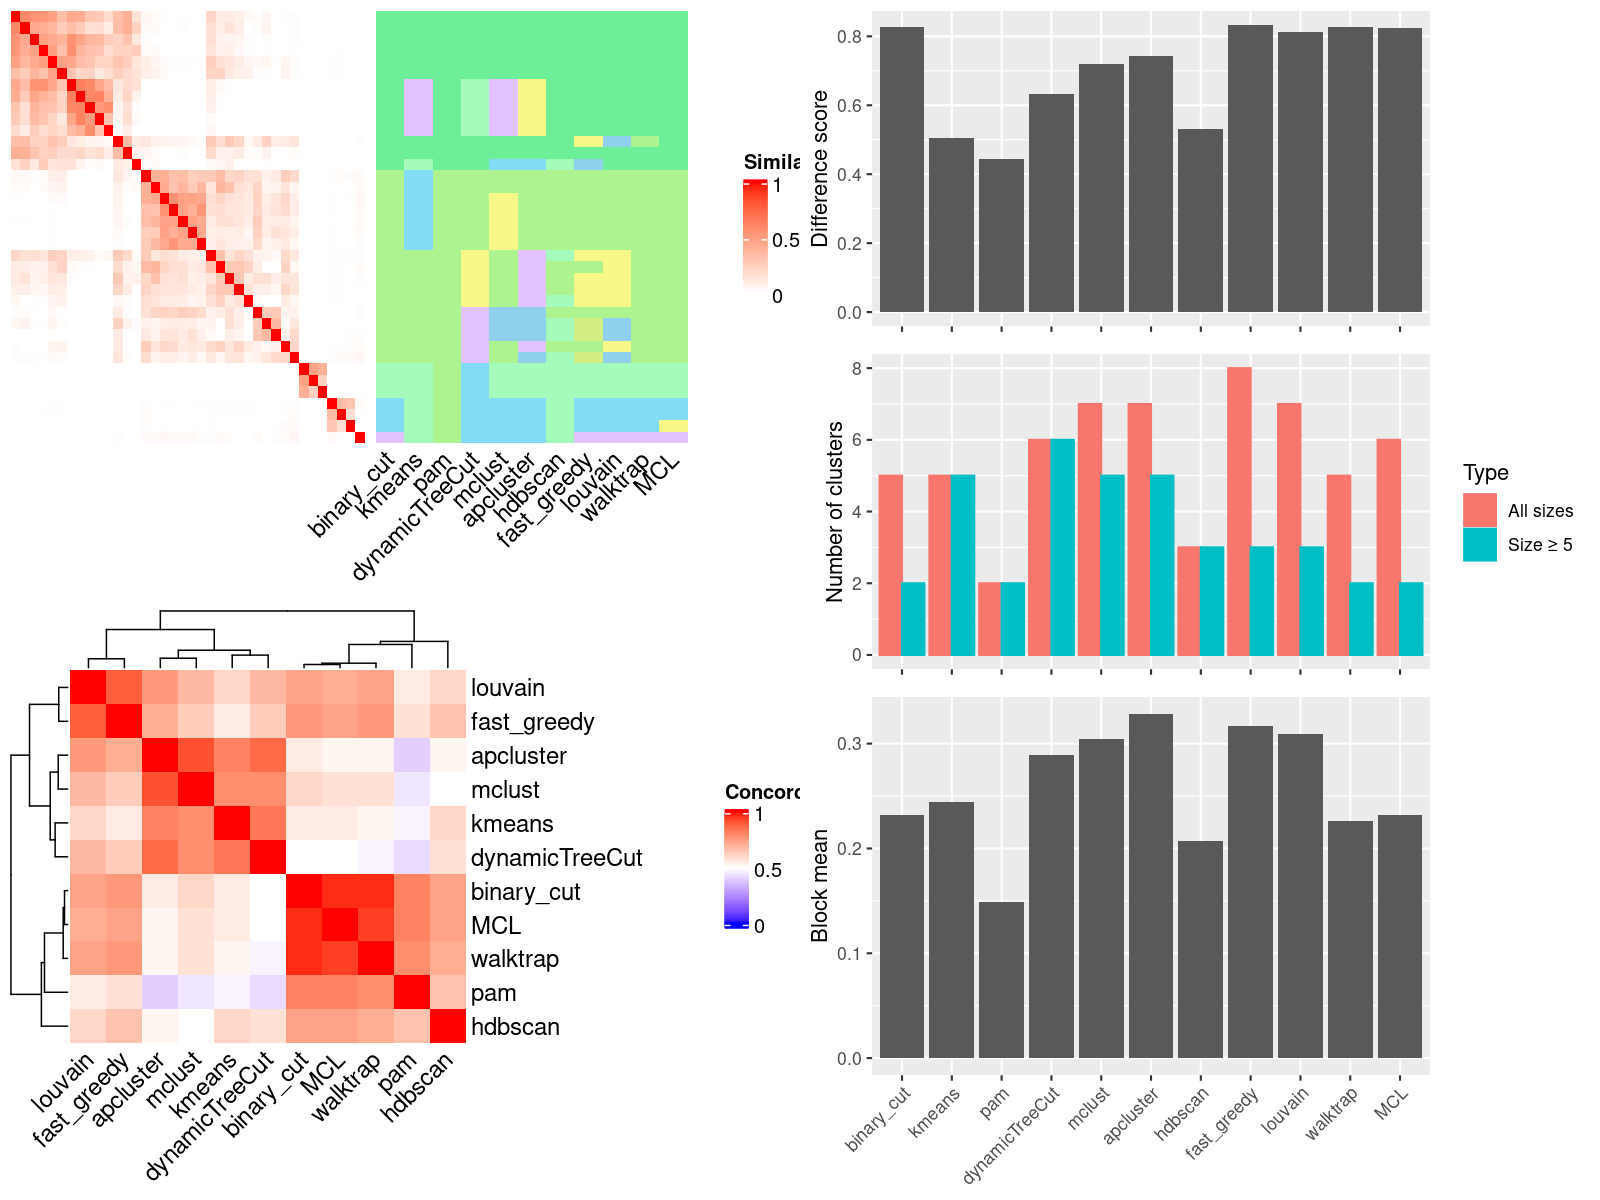 Simila
1
0.5
0
binary_cut
kmeans
pam
dynamicTreeCut
mclust
apcluster
hdbscan
fast_greedy
louvain
walktrap
MCL
louvain
fast_greedy
apcluster
mclust
kmeans
dynamicTreeCut
binary_cut
MCL
walktrap
pam
hdbscan
Concord
1
0.5
0
louvain
fast_greedy
apcluster
mclust
kmeans
dynamicTreeCut
binary_cut
MCL
walktrap
pam
hdbscan
Difference score
0.8
0.6
0.4
0.2
0.0
Number of clusters
8
6
4
2
0
Type
All sizes
Size ≥ 5
Block mean
0.3
0.2
0.1
0.0
binary_cut
kmeans
pam
dynamicTreeCut
mclust
apcluster
hdbscan
fast_greedy
louvain
walktrap
MCL